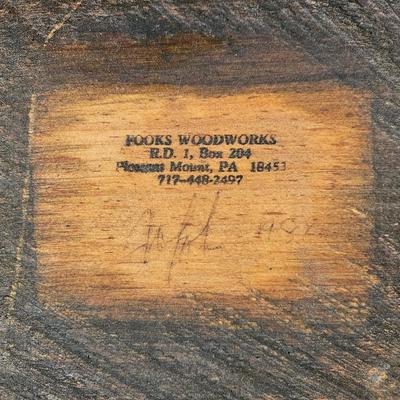 FOOKS WOODWORKS
R.D. 1, Box 204
Pleasant Mount, PA 18453
717-448-2497